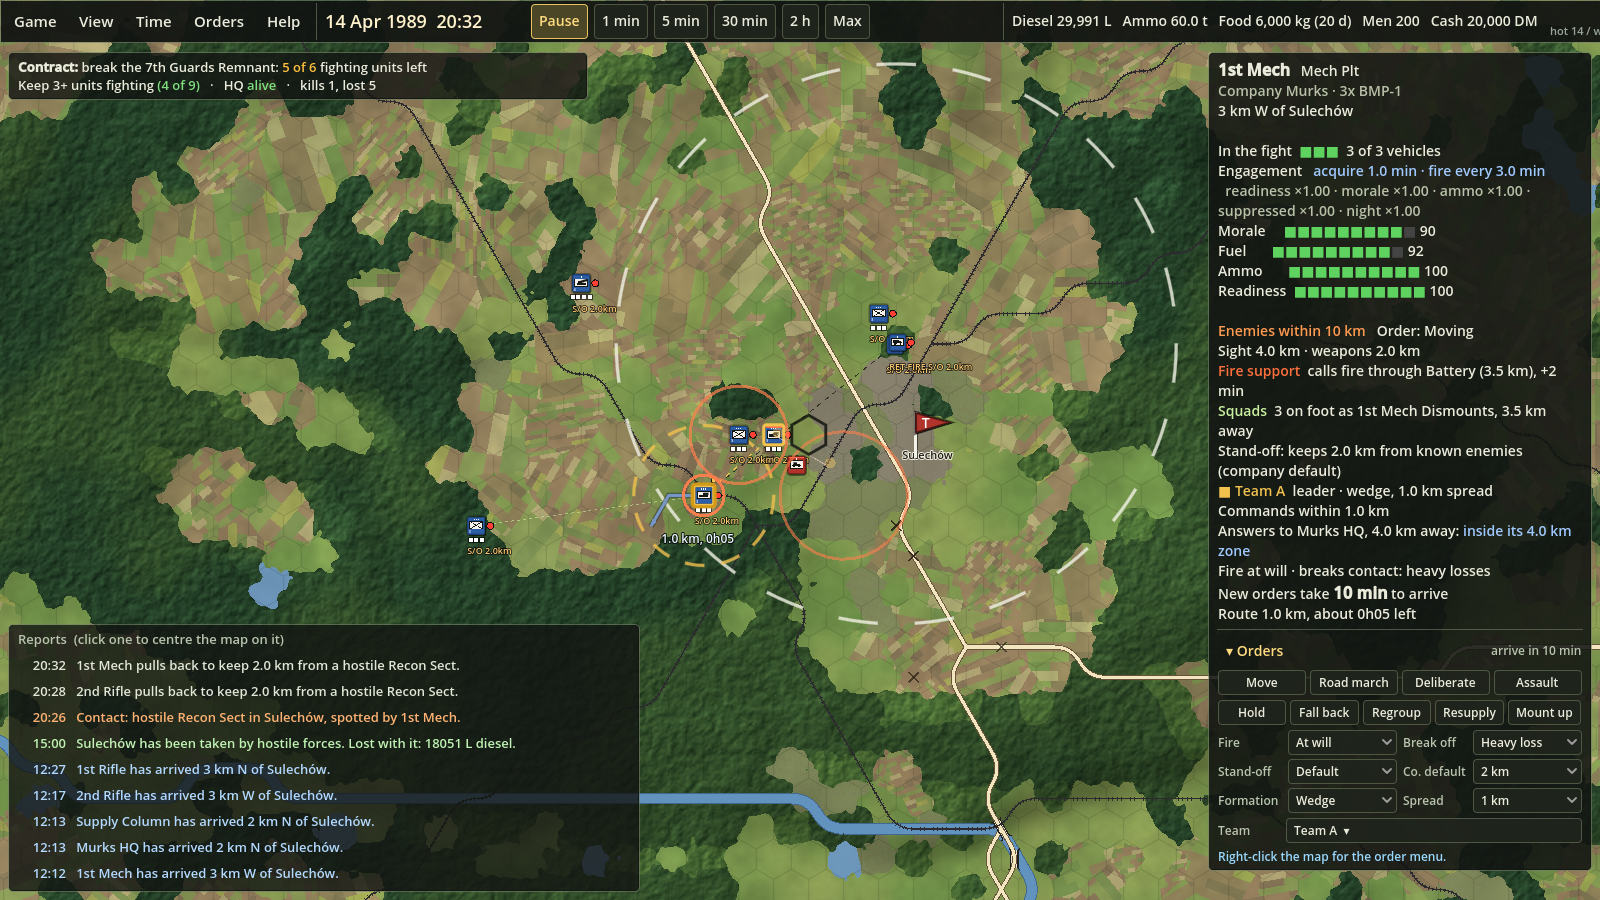 Game View Time Orders Help 14 Apr 1989 20:32 Pause 1 min 5 min 30 min 2 h Max Diesel 29,991 L Ammo 60.0 t Food 6,000 kg (20 d) Men 200 Cash 20,000 DM
hot 14 /
Contract: break the 7th Guards Remnant: 5 of 6 fighting units left
Keep 3+ units fighting (4 of 9) · HQ alive · kills 1, lost 5
S/O 2.0km
S/O
S/O 2.0km
Sulechów
T
S/O 2.0km
S/O 2.0km
1.0 km, 0h05
S/O 2.0km
1st Mech Mech Plt
Company Murks · 3x BMP-1
3 km W of Sulechów
In the fight 3 of 3 vehicles
Engagement acquire 1.0 min · fire every 3.0 min
readiness ×1.00 · morale ×1.00 · ammo ×1.00 ·
suppressed ×1.00 · night ×1.00
Morale 90
Fuel 92
Ammo 100
Readiness 100
Enemies within 10 km Order: Moving
Sight 4.0 km · weapons 2.0 km
Fire support calls fire through Battery (3.5 km), +2
min
Squads 3 on foot as 1st Mech Dismounts, 3.5 km
away
Stand-off: keeps 2.0 km from known enemies
(company default)
Team A leader · wedge, 1.0 km spread
Commands within 1.0 km
Answers to Murks HQ, 4.0 km away: inside its 4.0 km
zone
Fire at will · breaks contact: heavy losses
New orders take 10 min to arrive
Route 1.0 km, about 0h05 left
▾ Orders arrive in 10 min
Move Road march Deliberate Assault
Hold Fall back Regroup Resupply Mount up
Fire At will Break off Heavy loss
Stand-off Default Co. default 2 km
Formation Wedge Spread 1 km
Team Team A ▾
Right-click the map for the order menu.
Reports (click one to centre the map on it)
20:32 1st Mech pulls back to keep 2.0 km from a hostile Recon Sect.
20:28 2nd Rifle pulls back to keep 2.0 km from a hostile Recon Sect.
20:26 Contact: hostile Recon Sect in Sulechów, spotted by 1st Mech.
15:00 Sulechów has been taken by hostile forces. Lost with it: 18051 L diesel.
12:27 1st Rifle has arrived 3 km N of Sulechów.
12:17 2nd Rifle has arrived 3 km W of Sulechów.
12:13 Supply Column has arrived 2 km N of Sulechów.
12:13 Murks HQ has arrived 2 km N of Sulechów.
12:12 1st Mech has arrived 3 km W of Sulechów.